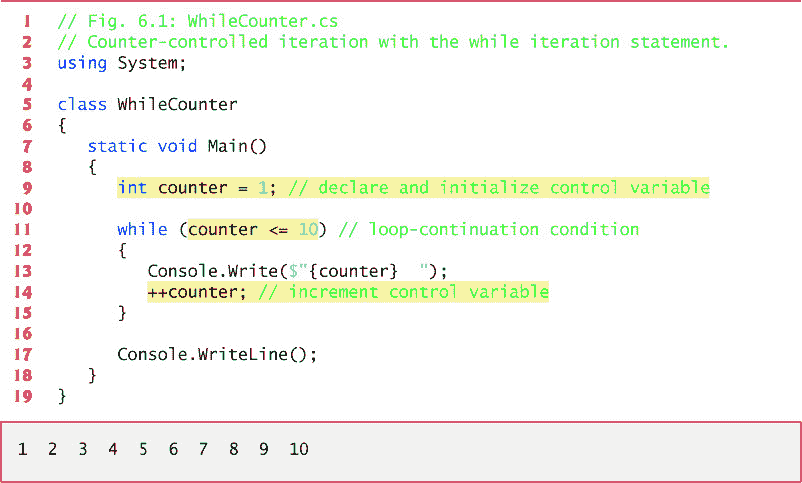 1 // Fig. 6.1: WhileCounter.cs
2 // Counter-controlled iteration with the while iteration statement.
3 using System;
4
5 class WhileCounter
6 {
7    static void Main()
8    {
9       int counter = 1; // declare and initialize control variable
10
11       while (counter <= 10) // loop-continuation condition
12       {
13          Console.Write($"{counter}  ");
14          ++counter; // increment control variable
15       }
16
17       Console.WriteLine();
18    }
19 }
1  2  3  4  5  6  7  8  9  10